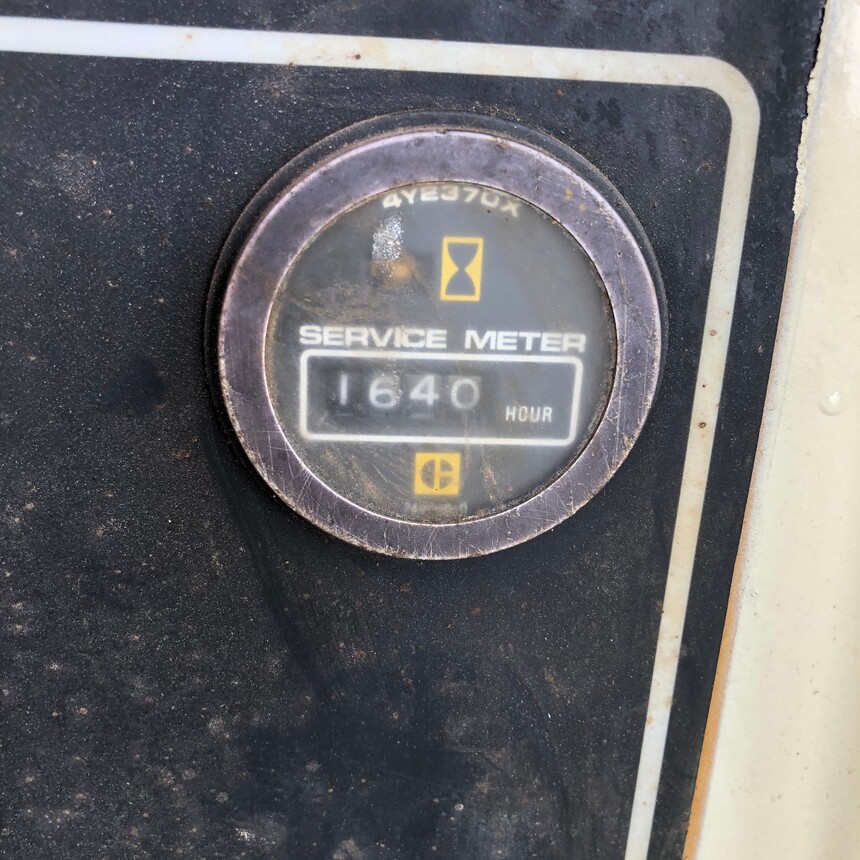 4Y2370X
SERVICE METER
1640 HOUR